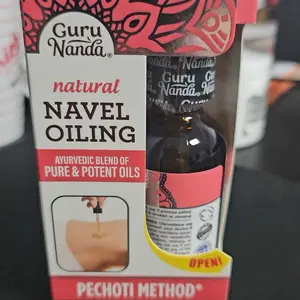 Guru
Nanda®
natural
NAVEL
OILING
AYURVEDIC BLEND OF
PURE & POTENT OILS
PECHOTI METHOD*
Guru
Nanda
OPEN!